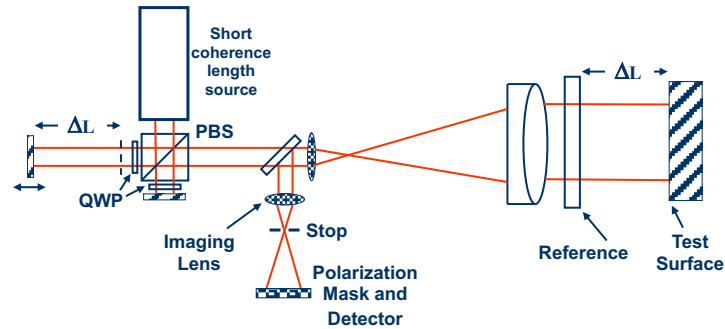 Short
coherence
length
source
ΔL
PBS
QWP
Imaging
Lens
Stop
Polarization
Mask and
Detector
ΔL
Reference
Test
Surface